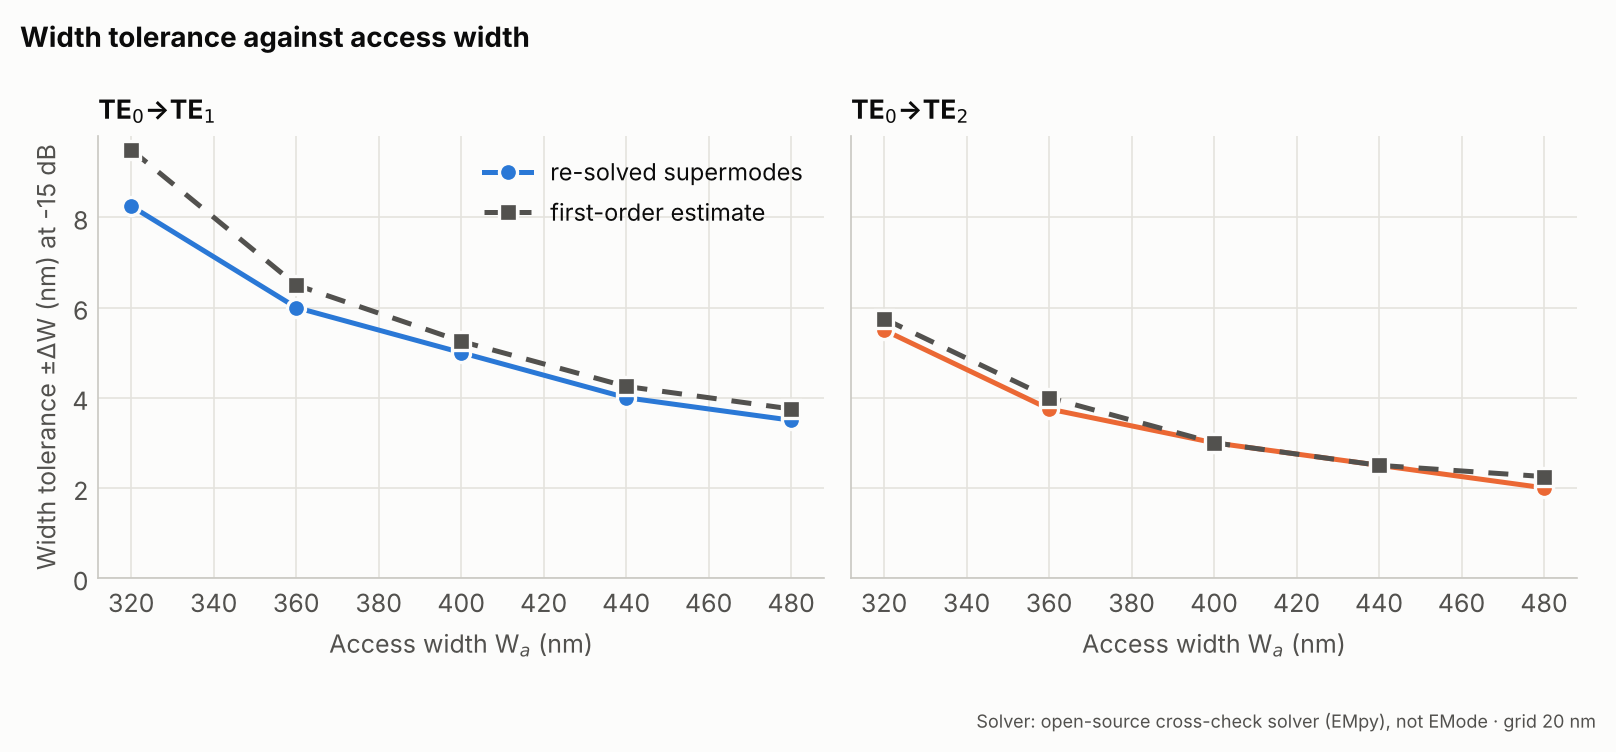 Width tolerance against access width
TE₀→TE₁
TE₀→TE₂
Width tolerance ±ΔW (nm) at -15 dB
re-solved supermodes
first-order estimate
8
6
4
2
0
320 340 360 380 400 420 440 460 480
320 340 360 380 400 420 440 460 480
Access width Wₐ (nm)
Access width Wₐ (nm)
Solver: open-source cross-check solver (EMpy), not EMode · grid 20 nm